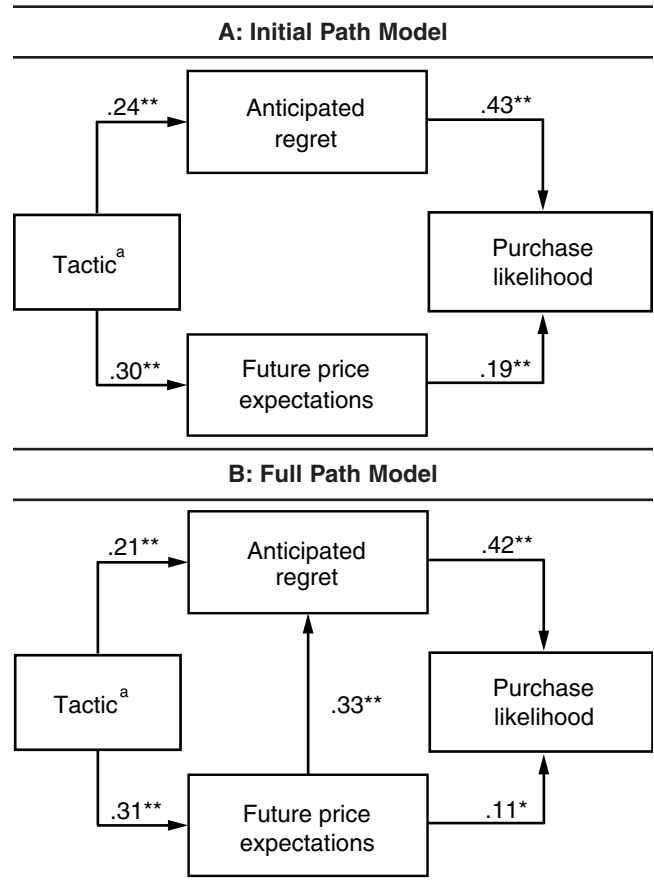 A: Initial Path Model
.24**
Anticipated
regret
.43**
Tactic^a
Purchase
likelihood
.30**
Future price
expectations
.19**
B: Full Path Model
.21**
Anticipated
regret
.42**
Tactic^a
.33**
Purchase
likelihood
.31**
Future price
expectations
.11*